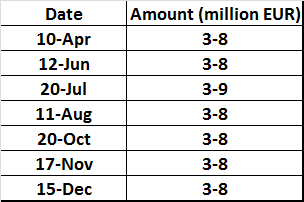 Date Amount (million EUR)
10-Apr 3-8
12-Jun 3-8
20-Jul 3-9
11-Aug 3-8
20-Oct 3-8
17-Nov 3-8
15-Dec 3-8